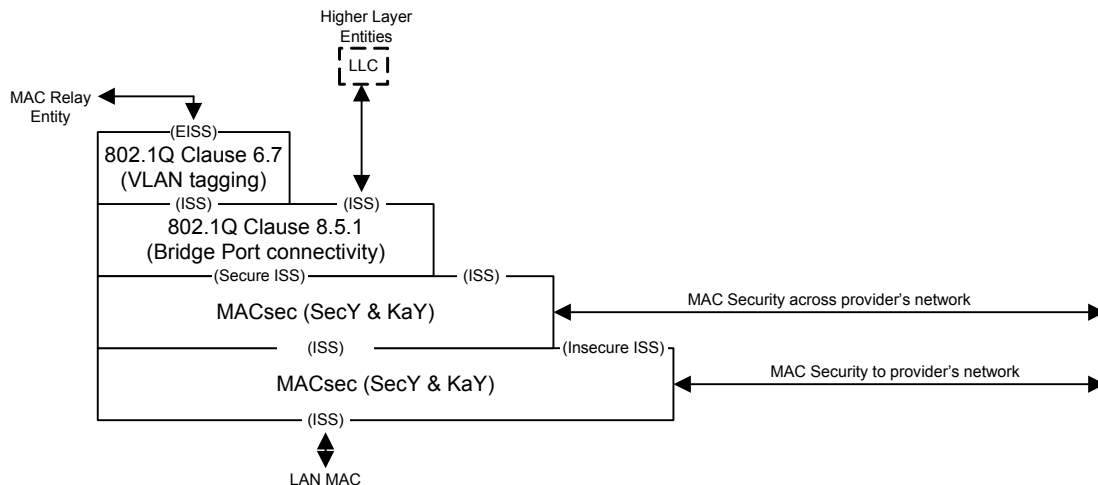 Higher Layer
Entities
LLC
MAC Relay
Entity
(EISS)
802.1Q Clause 6.7
(VLAN tagging)
(ISS)
(ISS)
802.1Q Clause 8.5.1
(Bridge Port connectivity)
(Secure ISS)
(ISS)
MACsec (SecY & KaY)
MAC Security across provider's network
(ISS)
(Insecure ISS)
MACsec (SecY & KaY)
MAC Security to provider's network
(ISS)
LAN MAC